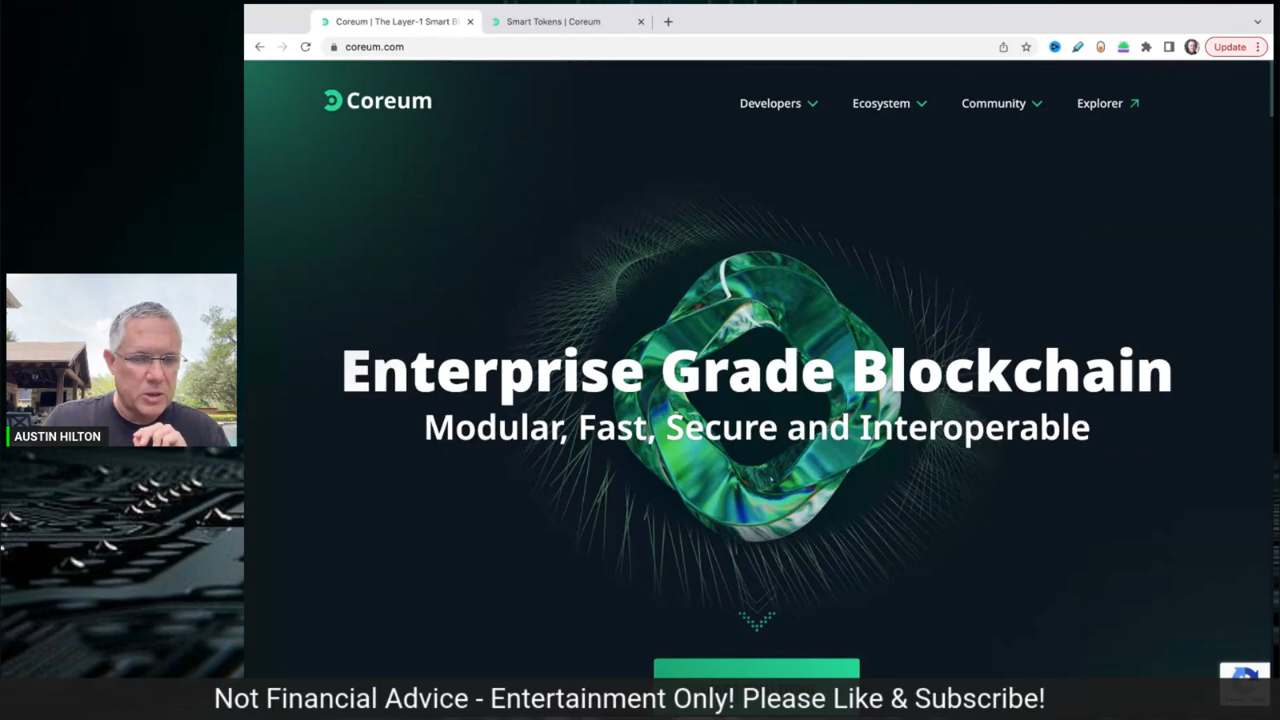 Coreum | The Layer-1 Smart Bl
Smart Tokens | Coreum
coreum.com
Update
Coreum
Developers
Ecosystem
Community
Explorer
Enterprise Grade Blockchain
Modular, Fast, Secure and Interoperable
AUSTIN HILTON
Not Financial Advice - Entertainment Only! Please Like & Subscribe!